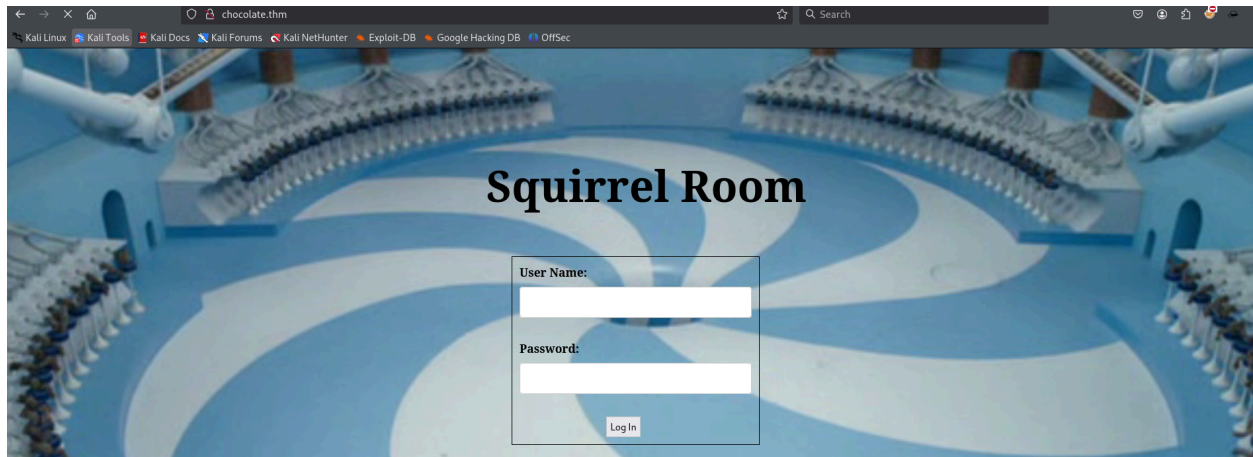 chocolate.thm
Search
Kali Linux Kali Tools Kali Docs Kali Forums Kali NetHunter Exploit-DB Google Hacking DB OffSec
Squirrel Room
User Name:
Password:
Log In